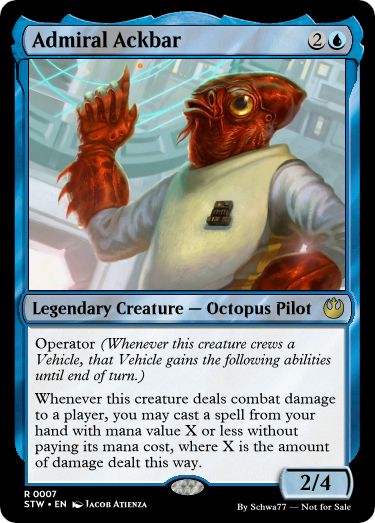 Admiral Ackbar 2
Legendary Creature — Octopus Pilot
Operator (Whenever this creature crews a
Vehicle, that Vehicle gains the following abilities
until end of turn.)
Whenever this creature deals combat damage
to a player, you may cast a spell from your
hand with mana value X or less without
paying its mana cost, where X is the amount
of damage dealt this way.
2/4
R 0007
STW • EN Jacob Atienza
By Schwa77 — Not for Sale